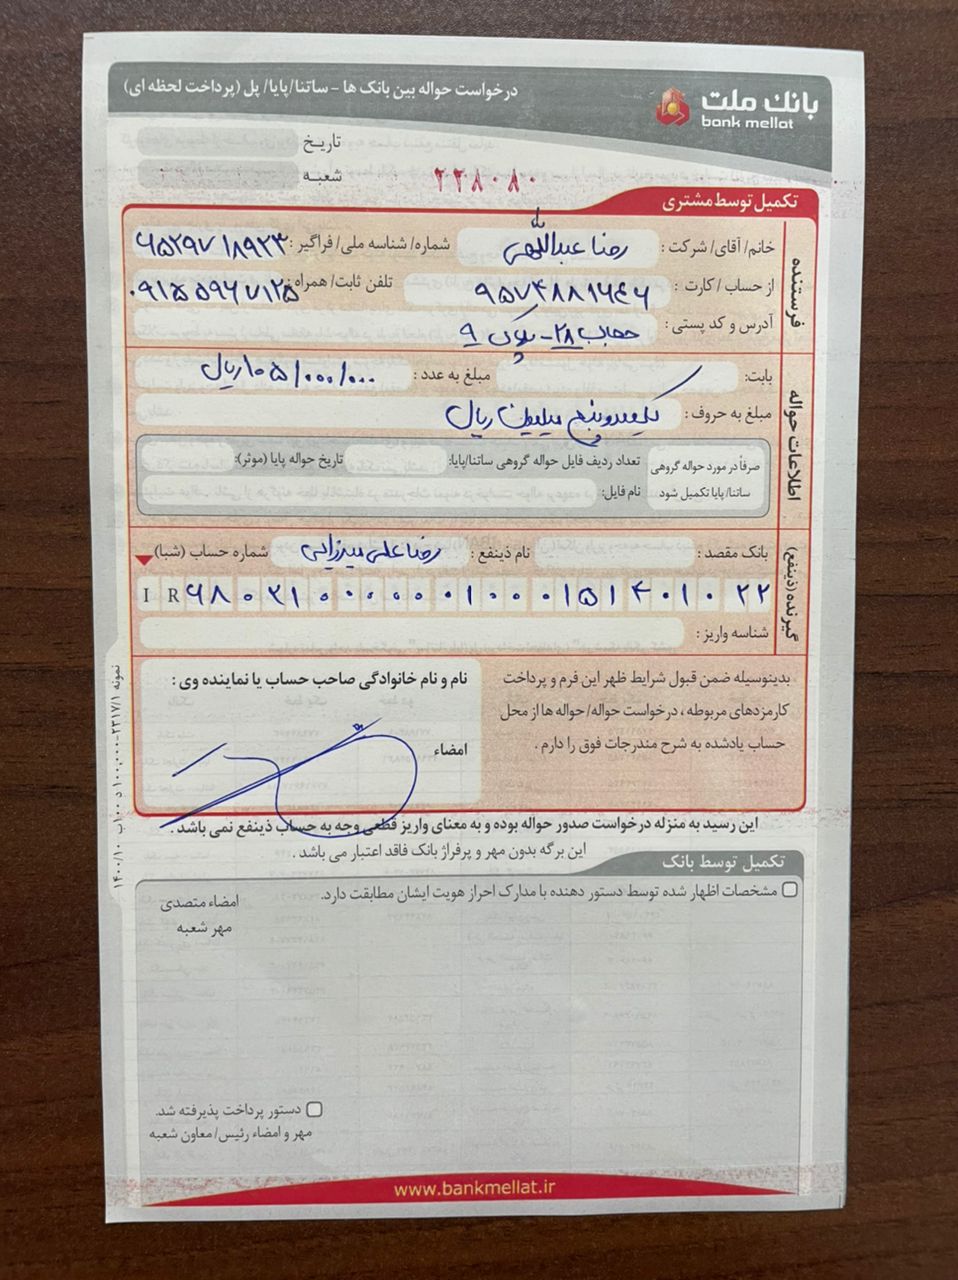 درخواست حواله بین بانک ها - ساتنا/پایا/ پل (پرداخت لحظه ای)
بانک ملت
bank mellat
تاریخ
شعبه
۲۲۸۰۸۰
تکمیل توسط مشتری
فرستنده
خانم/ آقای/ شرکت : رضا عبداللهی شماره/ شناسه ملی/ فراگیر : ۶۵۲۹۷۱۸۹۲۳
از حساب / کارت : ۹۵۷۴۸۸۱۶۴۶ تلفن ثابت/ همراه : ۰۹۱۵۵۹۶۷۱۲۵
آدرس و کد پستی : حجاب ۲۸- پلاک ۹
اطلاعات حواله
بابت: مبلغ به عدد : ۱۰۵/۰۰۰/۰۰۰ ریال
مبلغ به حروف : یکصدوپنج میلیون ریال
صرفاً در مورد حواله گروهی ساتنا/پایا تکمیل شود
تعداد ردیف فایل حواله گروهی ساتنا/پایا: تاریخ حواله پایا (موثر):
نام فایل:
گیرنده (ذینفع)
بانک مقصد : نام ذینفع : رضا علی میرزایی شماره حساب (شبا)
IR ۶۸۰۳۱۰۰۰۰۰۰۱۰۰۰۱۵۱۴۰۱۰۲۲
شناسه واریز :
بدینوسیله ضمن قبول شرایط ظهر این فرم و پرداخت
کارمزدهای مربوطه ، درخواست حواله/ حواله ها از محل
حساب یادشده به شرح مندرجات فوق را دارم .
نام و نام خانوادگی صاحب حساب یا نماینده وی :
امضاء
این رسید به منزله درخواست صدور حواله بوده و به معنای واریز قطعی وجه به حساب ذینفع نمی باشد .
این برگه بدون مهر و پرفراژ بانک فاقد اعتبار می باشد .
تکمیل توسط بانک
مشخصات اظهار شده توسط دستور دهنده با مدارک احراز هویت ایشان مطابقت دارد.
امضاء متصدی
مهر شعبه
دستور پرداخت پذیرفته شد.
مهر و امضاء رئیس/ معاون شعبه
www.bankmellat.ir
نمونه ۲۳۱۷/۱-۱۰۰,۰۰۰ د ۱۰۰ب ۱۴۰۰/۱۰